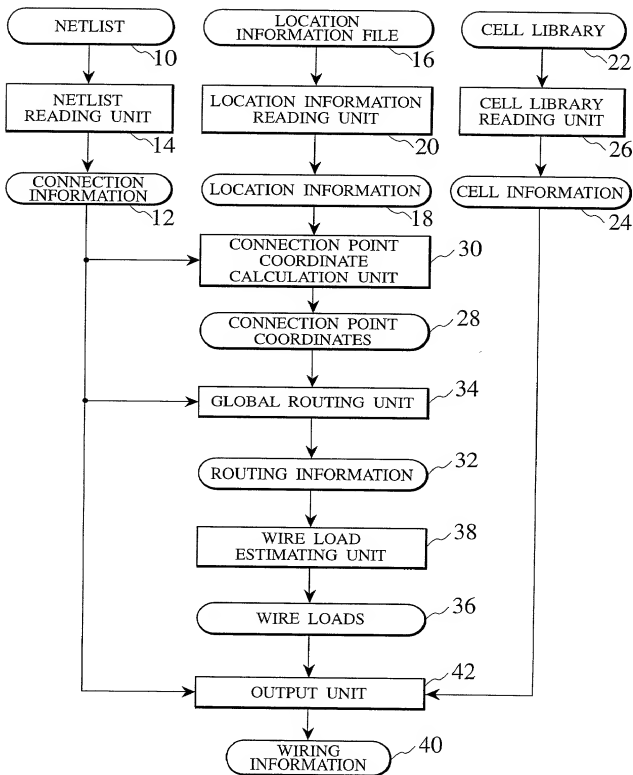 NETLIST
10
LOCATION
INFORMATION FILE
16
CELL LIBRARY
22
NETLIST
READING UNIT
14
LOCATION INFORMATION
READING UNIT
20
CELL LIBRARY
READING UNIT
26
CONNECTION
INFORMATION
12
LOCATION INFORMATION
18
CELL INFORMATION
24
CONNECTION POINT
COORDINATE
CALCULATION UNIT
30
CONNECTION POINT
COORDINATES
28
GLOBAL ROUTING UNIT
34
ROUTING INFORMATION
32
WIRE LOAD
ESTIMATING UNIT
38
WIRE LOADS
36
OUTPUT UNIT
42
WIRING
INFORMATION
40